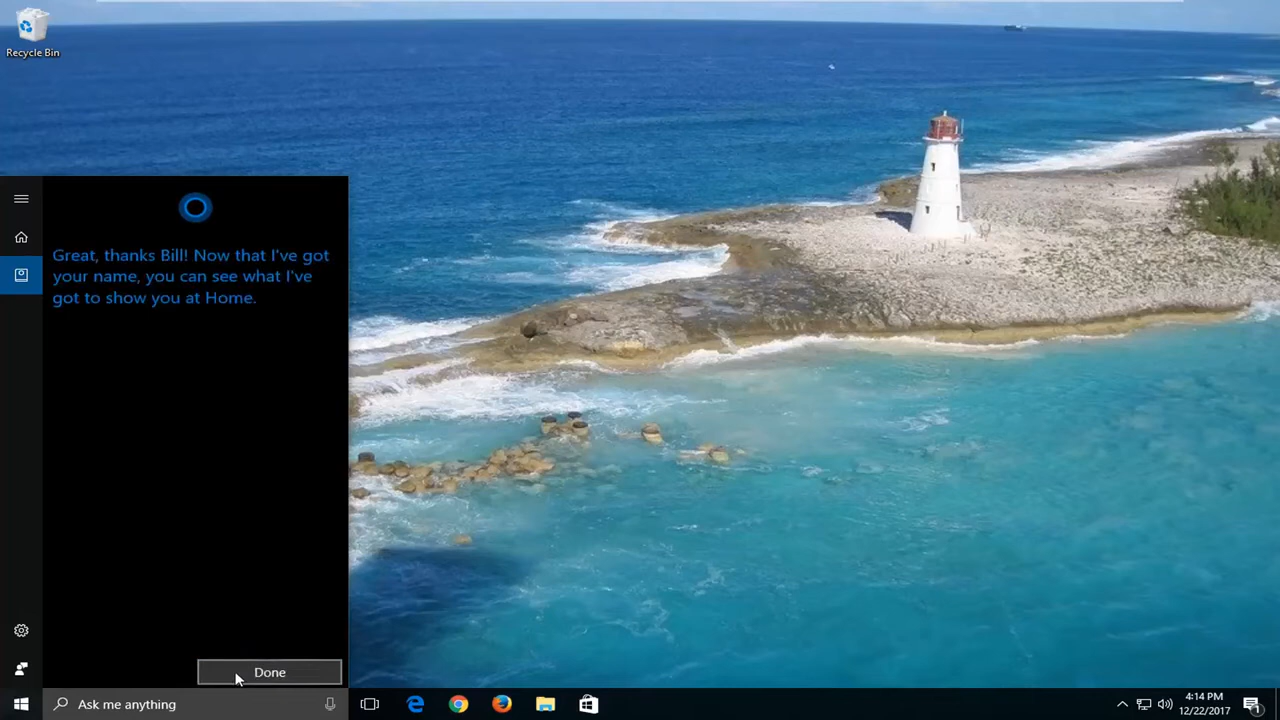 Recycle Bin
Great, thanks Bill! Now that I've got
your name, you can see what I've
got to show you at Home.
Done
Ask me anything
4:14 PM
12/22/2017
1